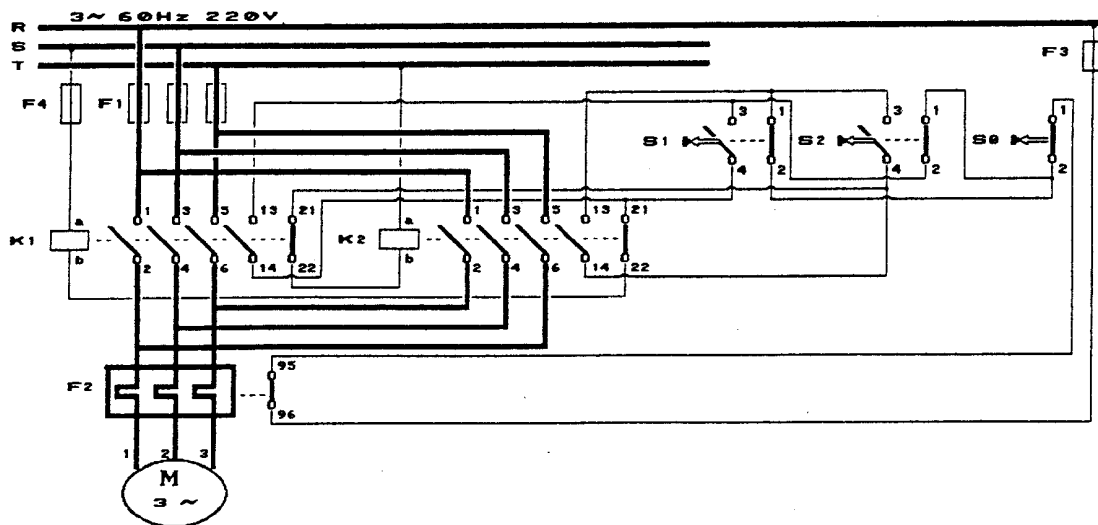 3~ 60Hz 220V
R
S
T
F3
F4 F1
3 1 3 1 1
S1 S2 S0
4 2 4 2 2
1 3 5 13 21 1 3 5 13 21
a a
K1 K2
b b
2 4 6 14 22 2 4 6 14 22
95
F2
96
1 2 3
M
3 ~